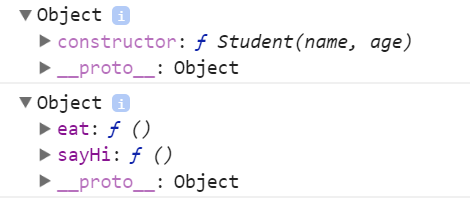 ▼Object i
▶constructor: ƒ Student(name, age)
▶__proto__: Object
▼Object i
▶eat: ƒ ()
▶sayHi: ƒ ()
▶__proto__: Object